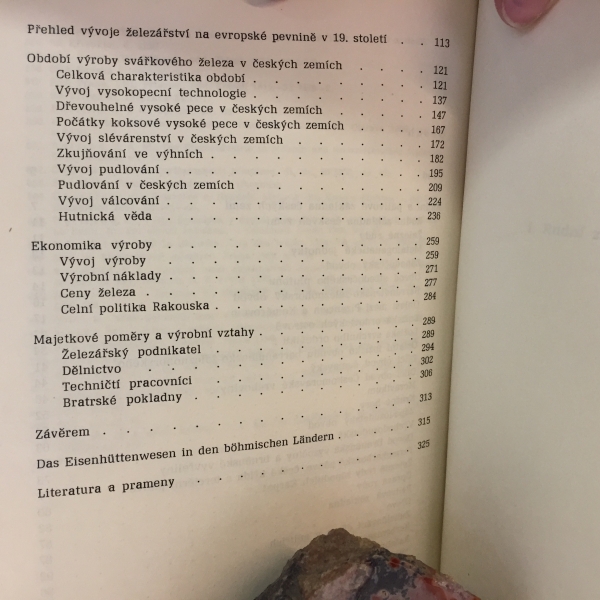 Přehled vývoje železářství na evropské pevnině v 19. století . . 113
Období výroby svářkového železa v českých zemích . . . . 121
Celková charakteristika období . . . . . . . . 121
Vývoj vysokopecní technologie . . . . . . . . 137
Dřevouhelné vysoké pece v českých zemích . . . . . 147
Počátky koksové vysoké pece v českých zemích . . . . 167
Vývoj slévárenství v českých zemích . . . . . . . 172
Zkujňování ve výhních . . . . . . . . . . 182
Vývoj pudlování . . . . . . . . . . . . 195
Pudlování v českých zemích . . . . . . . . 209
Vývoj válcování . . . . . . . . . . . . 224
Hutnická věda . . . . . . . . . . . . 236
Ekonomika výroby . . . . . . . . . . . 259
Vývoj výroby . . . . . . . . . . . . 259
Výrobní náklady . . . . . . . . . . . 271
Ceny železa . . . . . . . . . . . . 277
Celní politika Rakouska . . . . . . . . . 284
Majetkové poměry a výrobní vztahy . . . . . . . 289
Železářský podnikatel . . . . . . . . . 289
Dělnictvo . . . . . . . . . . . 294
Techničtí pracovníci . . . . . . . . . 302
Bratrské pokladny . . . . . . . . . . 306
Závěrem . . . . . . . . . . . . . 313
Das Eisenhüttenwesen in den böhmischen Ländern . . . . . 315
Literatura a prameny . . . . . . . . . . 325